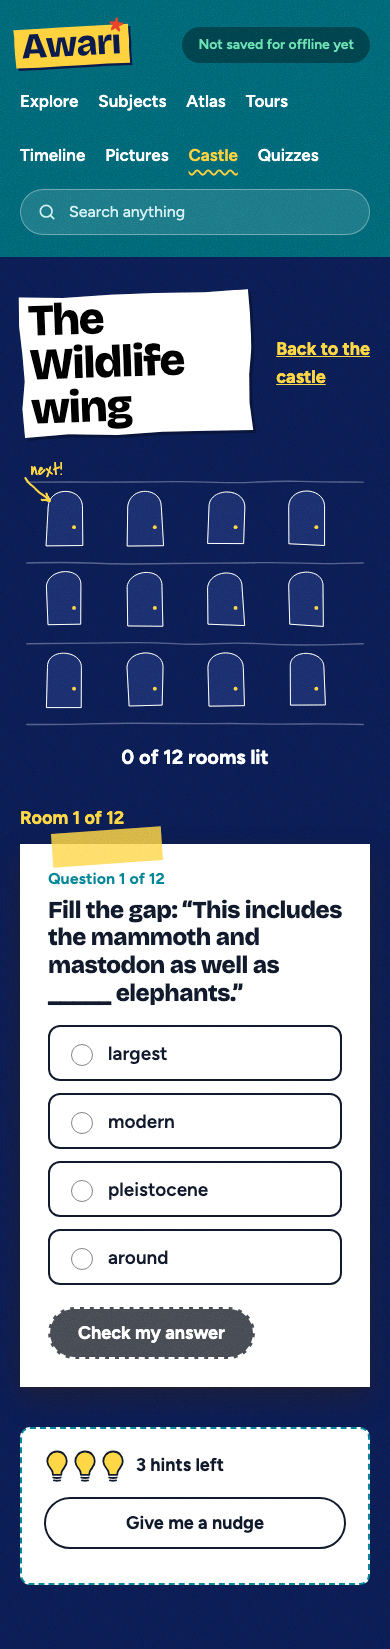 Awari
Not saved for offline yet
Explore Subjects Atlas Tours
Timeline Pictures Castle Quizzes
Search anything
The
Wildlife
wing
Back to the
castle
next!
0 of 12 rooms lit
Room 1 of 12
Question 1 of 12
Fill the gap: “This includes
the mammoth and
mastodon as well as
_____ elephants.”
largest
modern
pleistocene
around
Check my answer
3 hints left
Give me a nudge